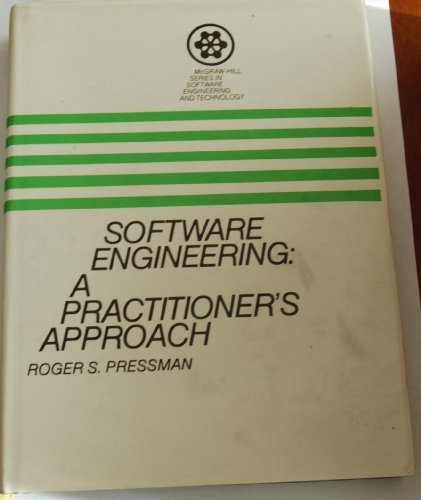 McGRAW-HILL
SERIES IN
SOFTWARE
ENGINEERING
AND TECHNOLOGY
SOFTWARE
ENGINEERING:
A
PRACTITIONER'S
APPROACH
ROGER S. PRESSMAN